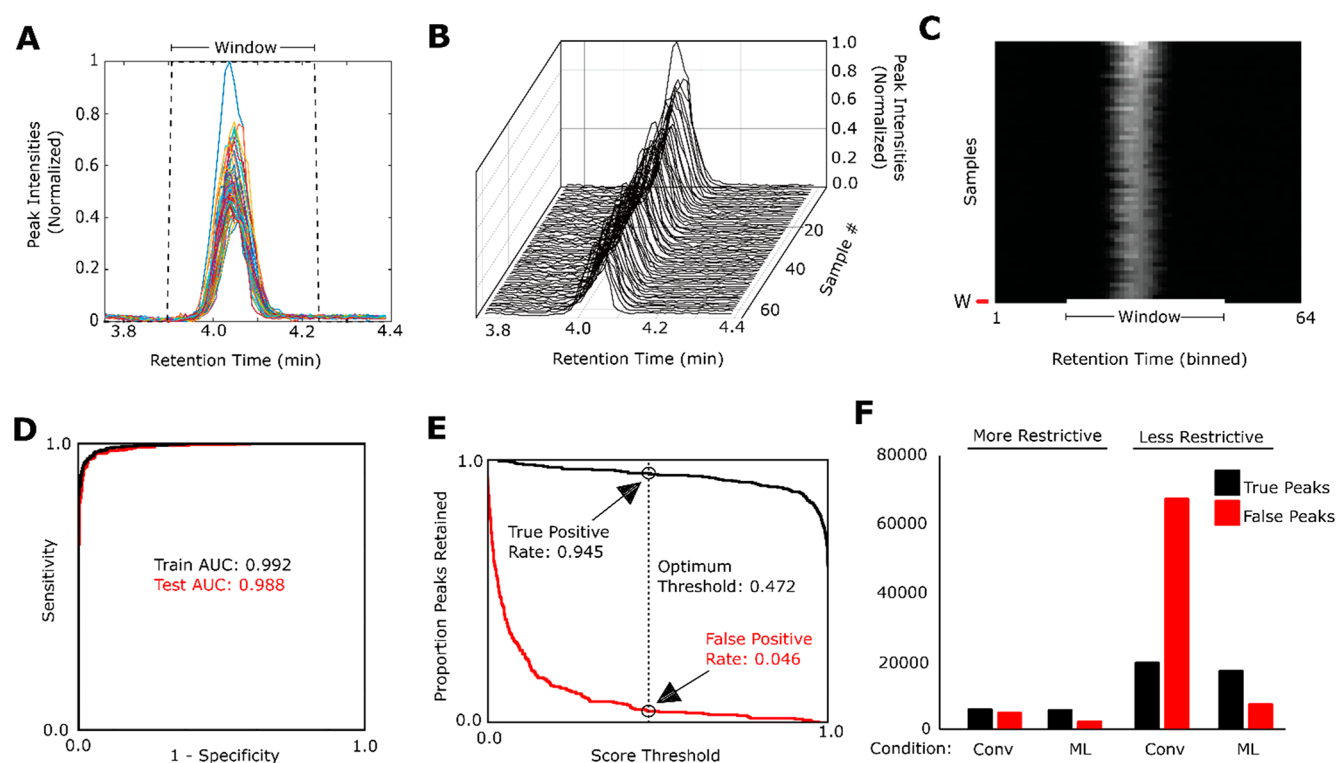 A
Window
1
0.8
0.6
0.4
0.2
0
3.8
4.0
4.2
4.4
Peak Intensities
(Normalized)
Retention Time (min)
B
1.0
0.8
0.6
0.4
0.2
0.0
Peak Intensities
(Normalized)
20
40
60
Sample #
3.8
4.0
4.2
4.4
Retention Time (min)
C
Samples
W
1
Window
64
Retention Time (binned)
D
1.0
Sensitivity
Train AUC: 0.992
Test AUC: 0.988
0.0
1.0
1 - Specificity
E
1.0
Proportion Peaks Retained
True Positive
Rate: 0.945
Optimum
Threshold: 0.472
False Positive
Rate: 0.046
0.0
0.0
1.0
Score Threshold
F
More Restrictive
Less Restrictive
80000
60000
40000
20000
0
True Peaks
False Peaks
Condition:
Conv
ML
Conv
ML